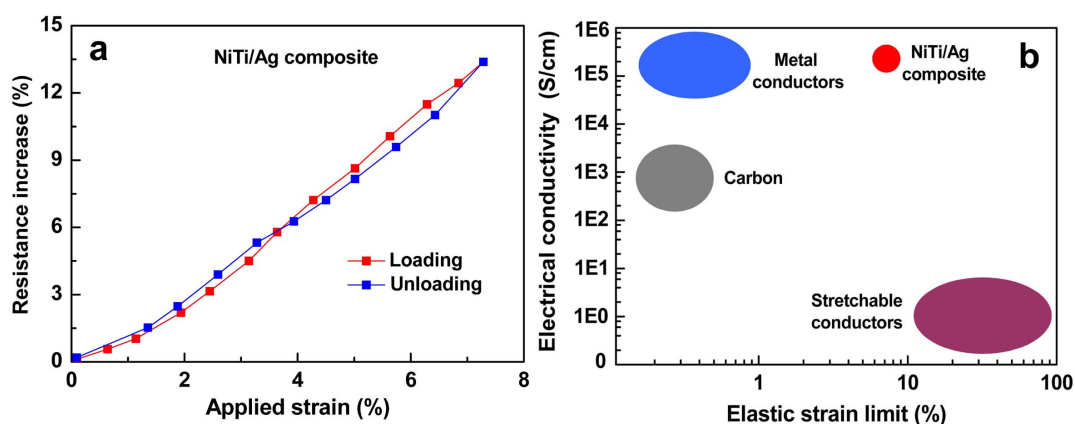 a
NiTi/Ag composite
15
12
9
6
3
0
Resistance increase (%)
Loading
Unloading
0 2 4 6 8
Applied strain (%)
b
1E6
1E5
1E4
1E3
1E2
1E1
1E0
0
Electrical conductivity (S/cm)
Metal
conductors
NiTi/Ag
composite
Carbon
Stretchable
conductors
1 10 100
Elastic strain limit (%)